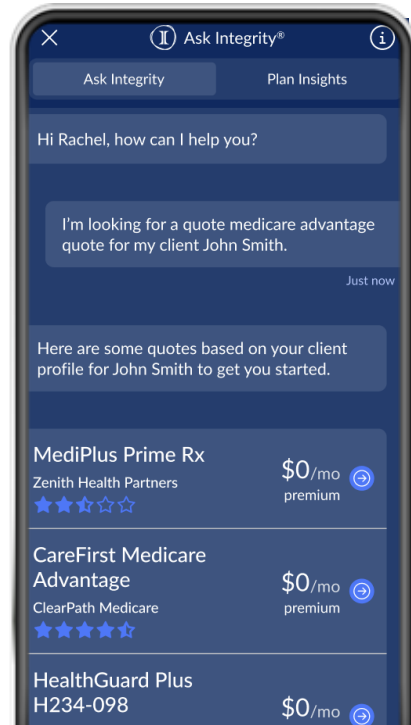 Ask Integrity®
Ask Integrity
Plan Insights
Hi Rachel, how can I help you?
I'm looking for a quote medicare advantage
quote for my client John Smith.
Just now
Here are some quotes based on your client
profile for John Smith to get you started.
MediPlus Prime Rx
Zenith Health Partners
$0/mo
premium
CareFirst Medicare
Advantage
ClearPath Medicare
$0/mo
premium
HealthGuard Plus
H234-098
$0/mo